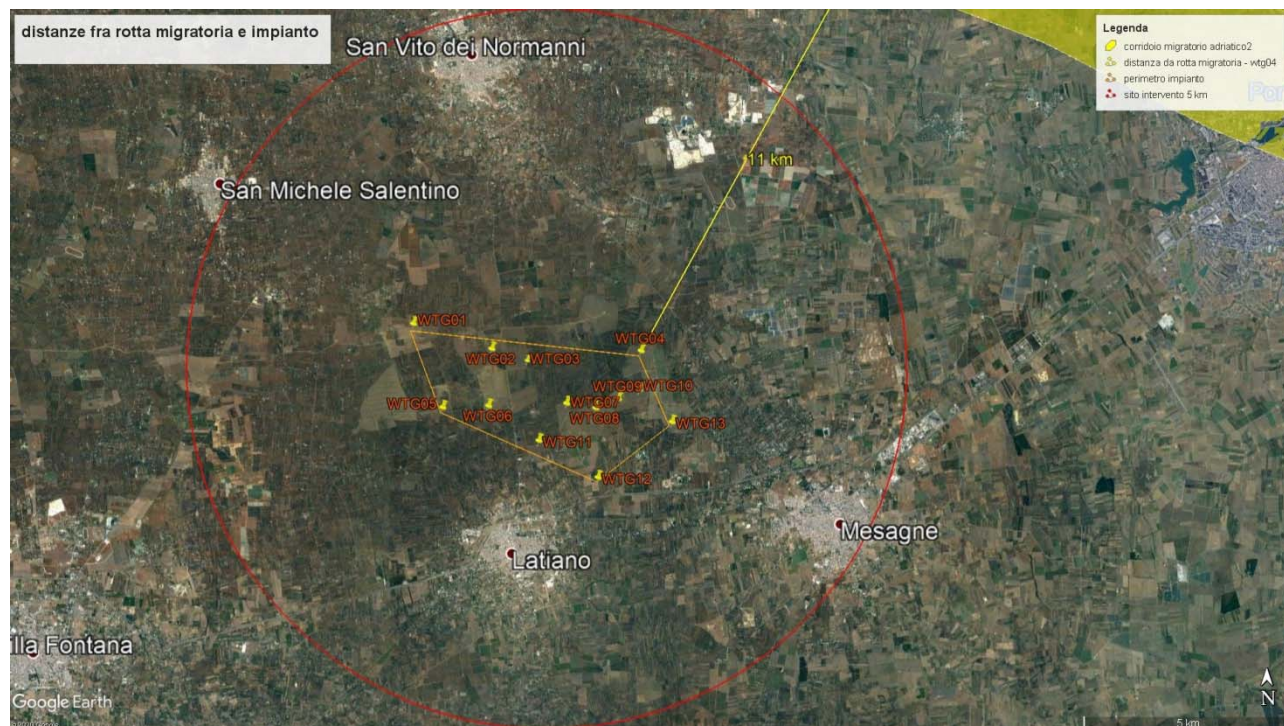 distanze fra rotta migratoria e impianto
Legenda
corridoio migratorio adriatico2
distanza da rotta migratoria - wtg04
perimetro impianto
sito intervento 5 km
San Vito dei Normanni
11 km
San Michele Salentino
WTG01
WTG04
WTG02
WTG03
WTG09
WTG10
WTG05
WTG06
WTG07
WTG08
WTG13
WTG11
WTG12
Mesagne
Latiano
illa Fontana
Google Earth
N
5 km